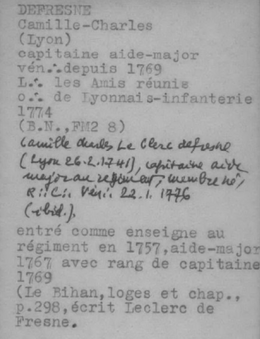 DEFRESNE
Camille-Charles
(Lyon)
capitaine aide-major
vén∴depuis 1769
L∴ les Amis réunis
o∴ de Lyonnais-infanterie
1774
(B.N.,FM2 8)
Camille charles Le Clerc defresne
(Lyon 26.2.1741), capitaine aide
major au régiment, membre né,
R∴C∴ Vén∴ 22.1.1776
(ibid.).
entré comme enseigne au
régiment en 1757,aide-major
1767 avec rang de capitaine
1769
(Le Bihan,loges et chap.,
p.298,écrit Leclerc de
Fresne.